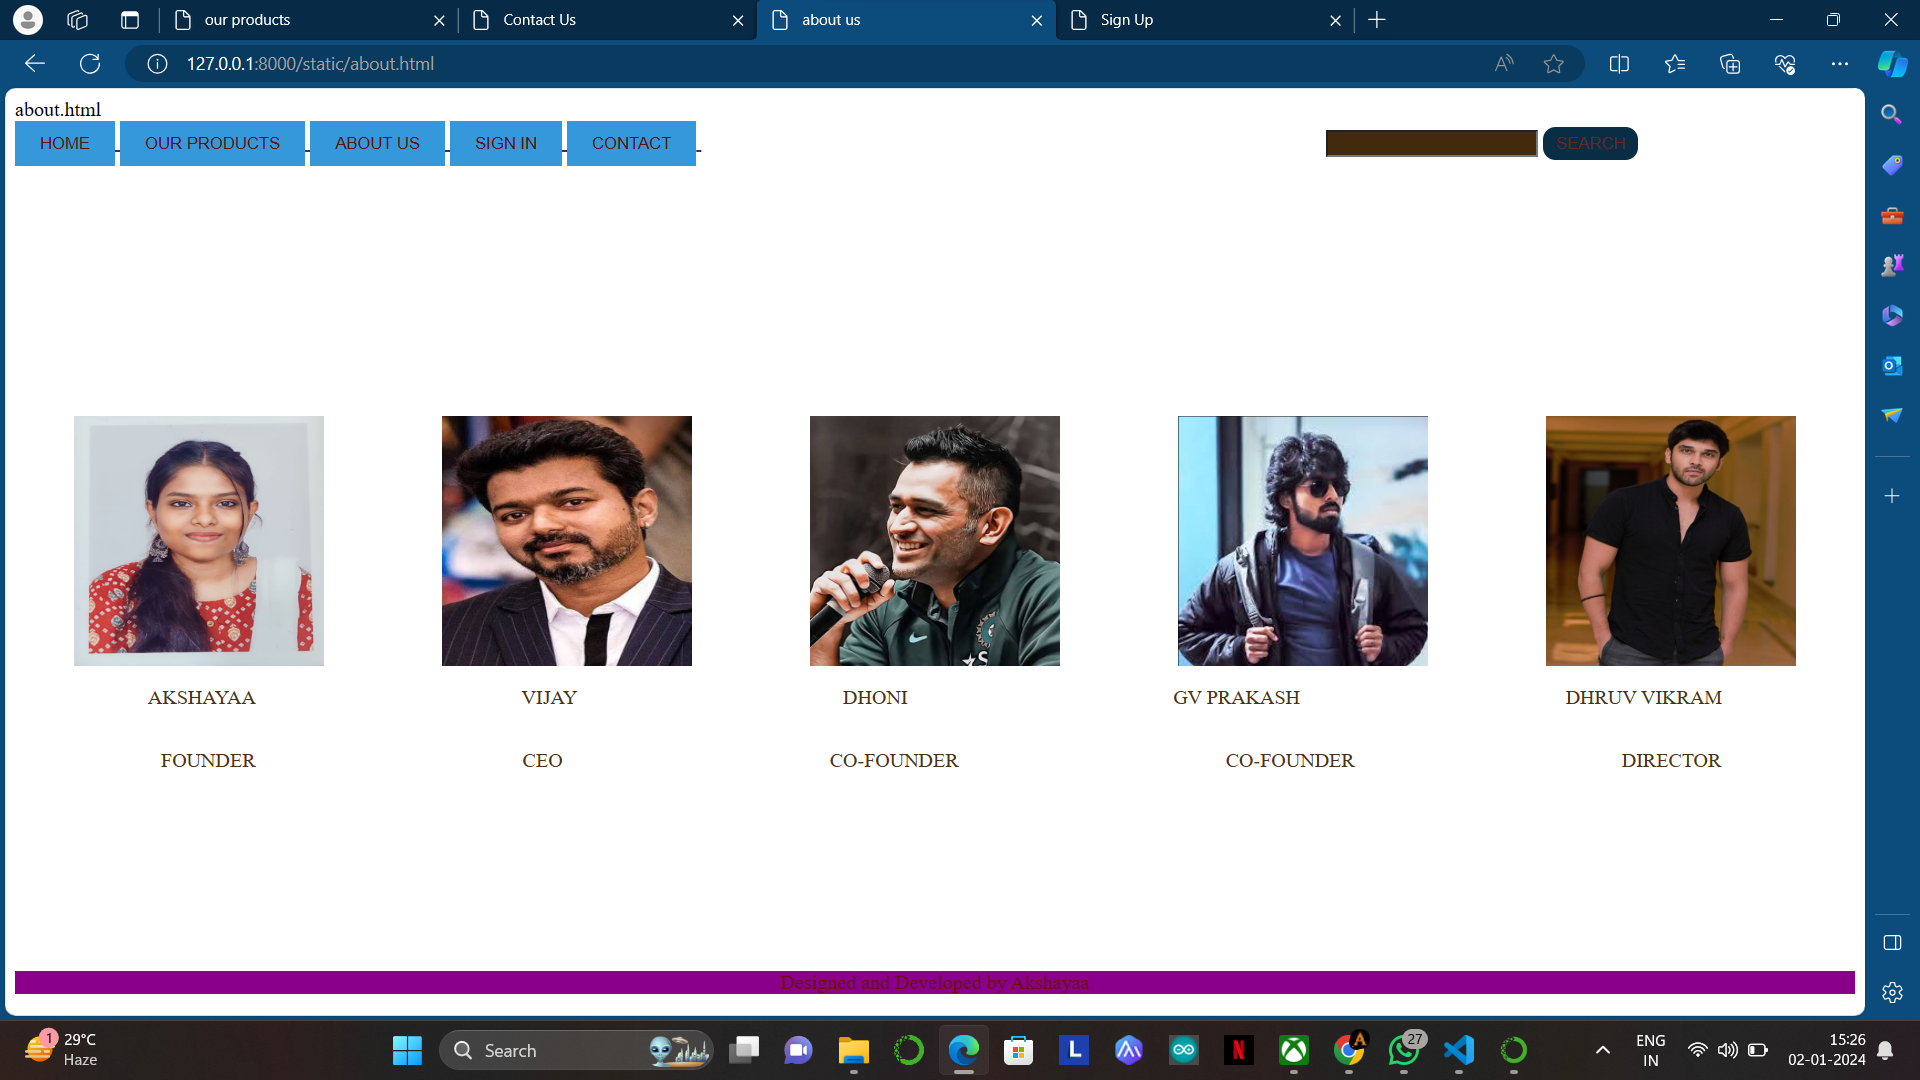 our products
Contact Us
about us
Sign Up
127.0.0.1:8000/static/about.html
about.html
HOME OUR PRODUCTS ABOUT US SIGN IN CONTACT SEARCH
AKSHAYAA VIJAY DHONI GV PRAKASH DHRUV VIKRAM
FOUNDER CEO CO-FOUNDER CO-FOUNDER DIRECTOR
Designed and Developed by Akshayaa
1 29°C
Haze
Search
L
N
A
27
ENG
IN
15:26
02-01-2024